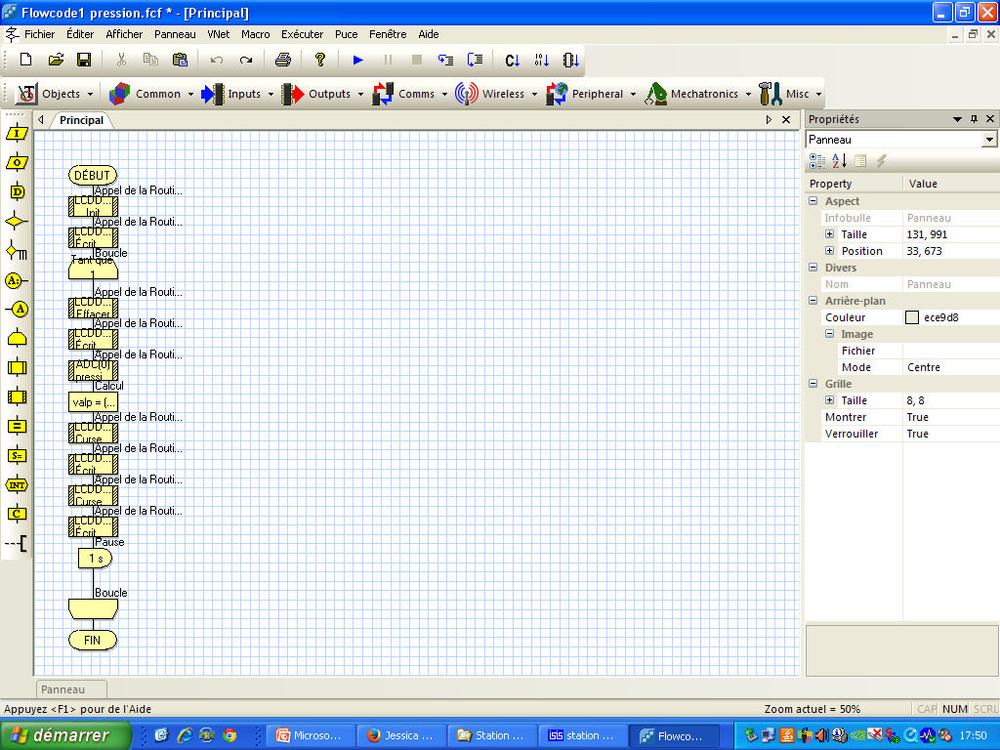 Flowcode1 pression.fcf * - [Principal]
Fichier Éditer Afficher Panneau VNet Macro Exécuter Puce Fenêtre Aide
Objects Common Inputs Outputs Comms Wireless Peripheral Mechatronics Misc
Principal
DÉBUT
Appel de la Routi...
LCDD...
Init
Appel de la Routi...
LCDD...
Écrit
Boucle
Tant que
1
Appel de la Routi...
LCDD...
Effacer
Appel de la Routi...
LCDD...
Écrit
Appel de la Routi...
ADC(0)
pressi
Calcul
valp = (...
Appel de la Routi...
LCDD...
Curse
Appel de la Routi...
LCDD...
Écrit
Appel de la Routi...
LCDD...
Curse
Appel de la Routi...
LCDD...
Écrit
Pause
1 s
Boucle
FIN
Propriétés
Panneau
Property Value
Aspect
Infobulle Panneau
Taille 131, 991
Position 33, 673
Divers
Nom Panneau
Arrière-plan
Couleur ece9d8
Image
Fichier
Mode Centre
Grille
Taille 8, 8
Montrer True
Verrouiller True
Panneau
Appuyez <F1> pour de l'Aide
Zoom actuel = 50%
CAP NUM SCRL
démarrer
Microso...
Jessica ...
Station ...
station ...
Flowco...
17:50